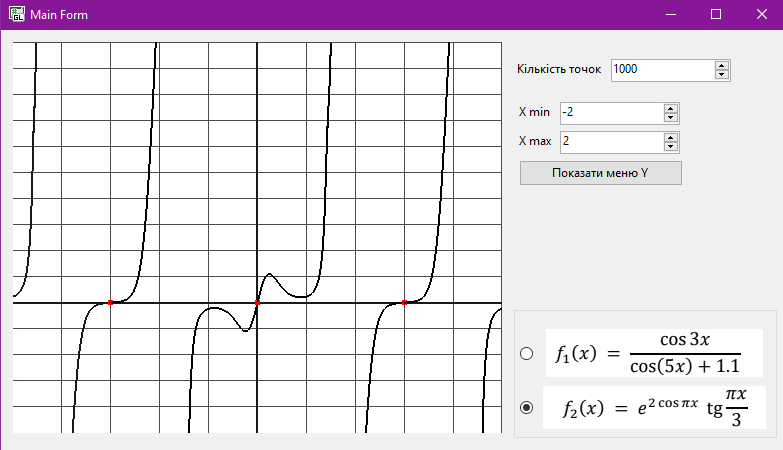 GL Main Form
Кількість точок 1000
X min -2
X max 2
Показати меню Y
f₁(x) = cos 3x / cos(5x) + 1.1
f₂(x) = e^(2 cos πx) tg πx/3